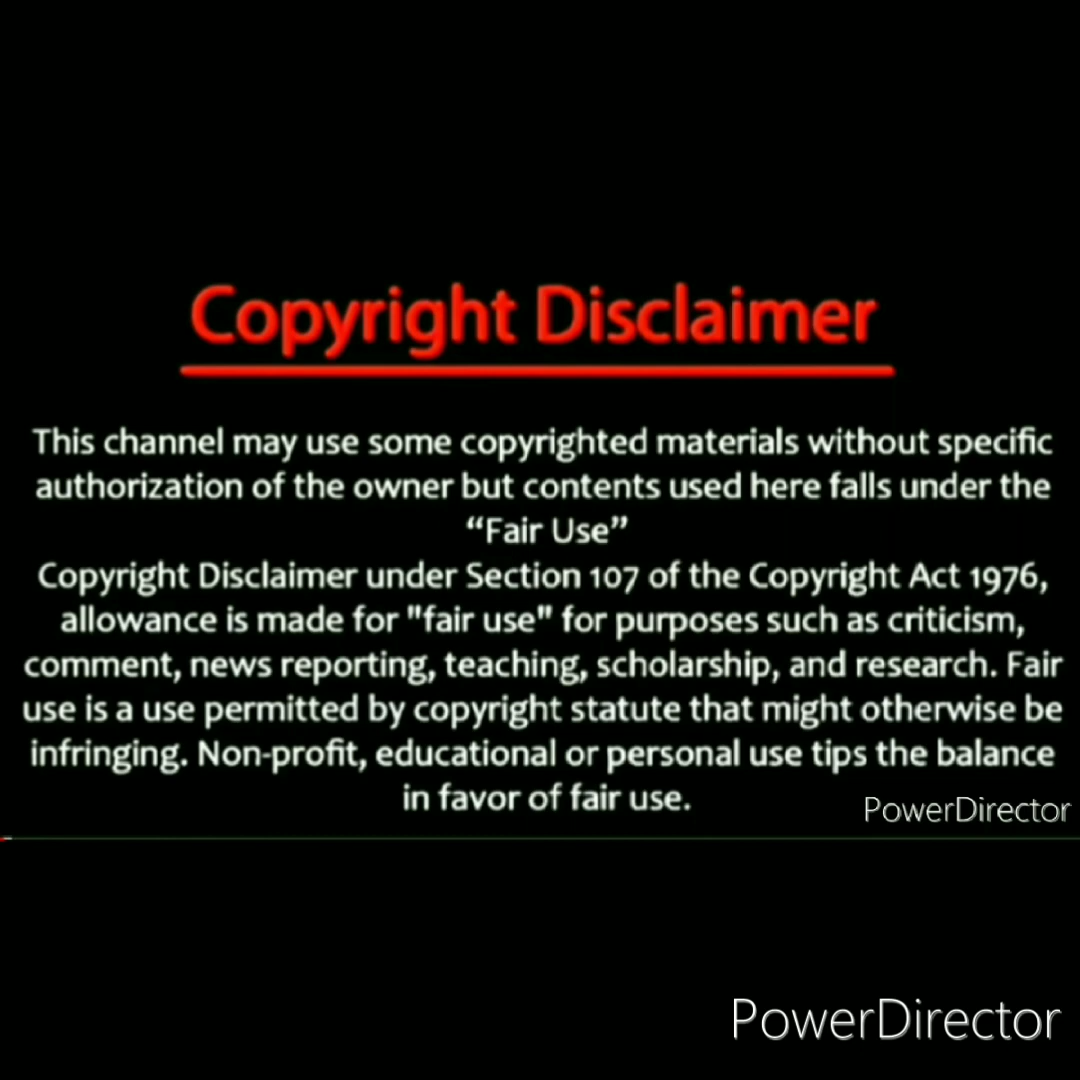 Copyright Disclaimer
This channel may use some copyrighted materials without specific
authorization of the owner but contents used here falls under the
“Fair Use”
Copyright Disclaimer under Section 107 of the Copyright Act 1976,
allowance is made for "fair use" for purposes such as criticism,
comment, news reporting, teaching, scholarship, and research. Fair
use is a use permitted by copyright statute that might otherwise be
infringing. Non-profit, educational or personal use tips the balance
in favor of fair use.
PowerDirector
PowerDirector